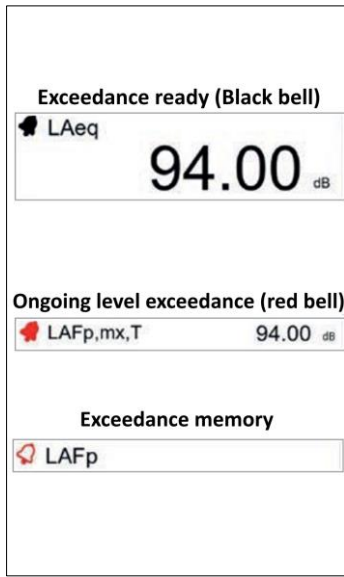 Exceedance ready (Black bell)
LAeq
94.00 dB
Ongoing level exceedance (red bell)
LAFp,mx,T 94.00 dB
Exceedance memory
LAFp